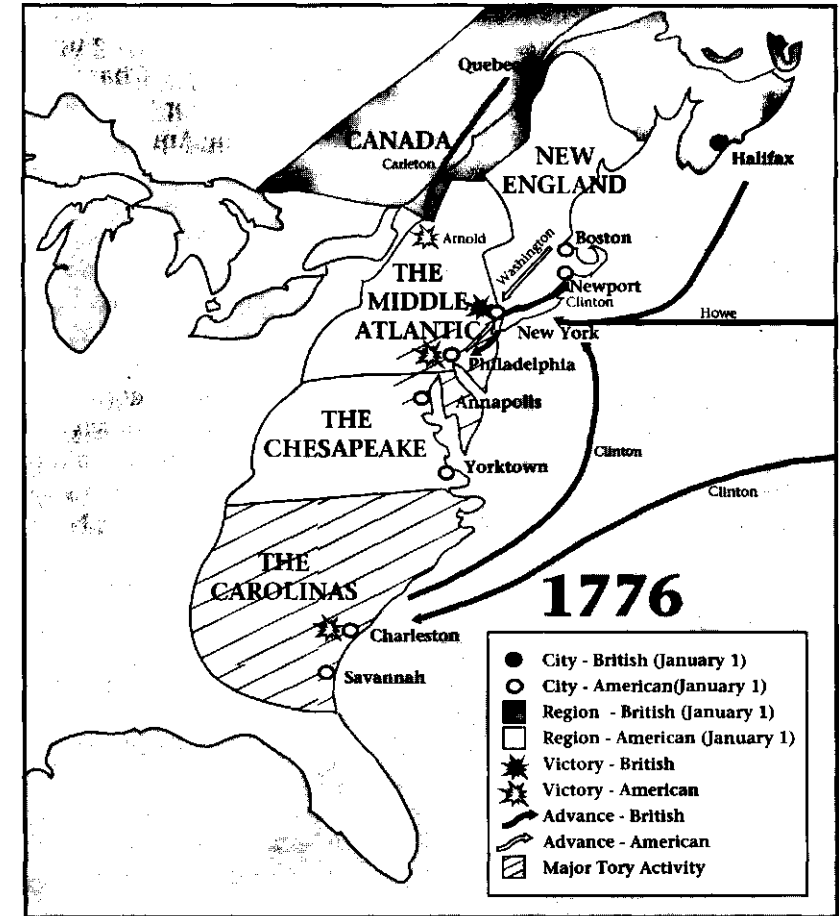 Quebec
CANADA
Carleton
NEW
ENGLAND
Halifax
Arnold
Washington
Boston
Newport
Clinton
THE
MIDDLE
ATLANTIC
Howe
New York
Philadelphia
Annapolis
THE
CHESAPEAKE
Yorktown
Clinton
Clinton
THE
CAROLINAS
Charleston
Savannah
1776
City - British (January 1)
City - American(January 1)
Region - British (January 1)
Region - American (January 1)
Victory - British
Victory - American
Advance - British
Advance - American
Major Tory Activity